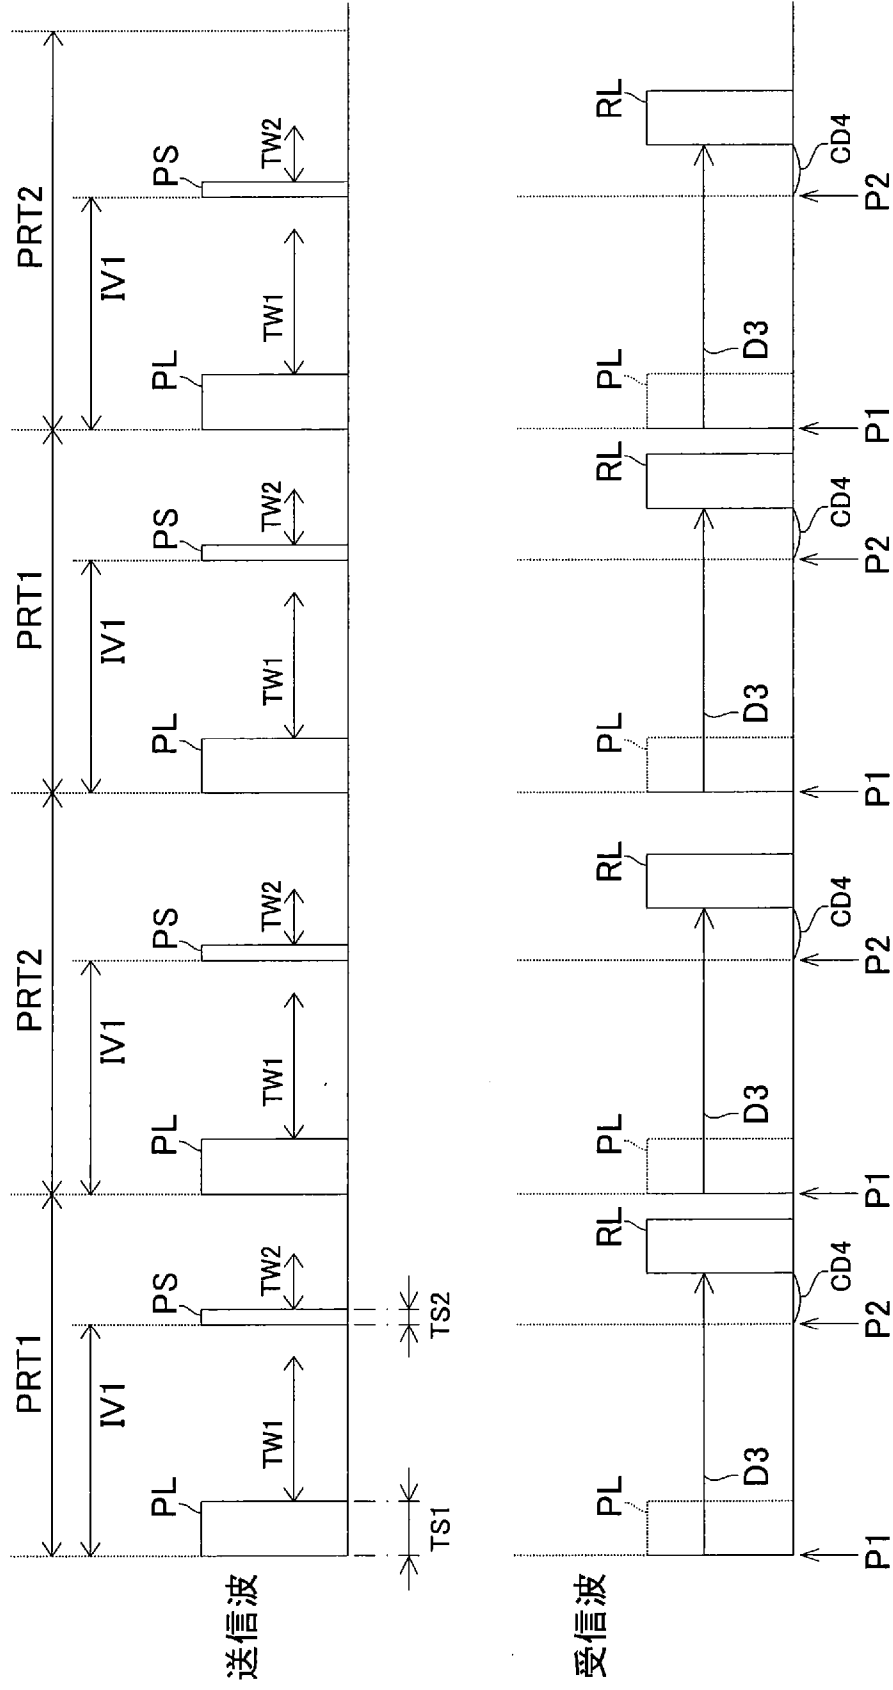 PRT1 PRT2 PRT1 PRT2
IV1 IV1 IV1 IV1
PL PS PL PS PL PS PL PS
TW1 TW2 TW1 TW2 TW1 TW2 TW1 TW2
送信波
TS1 TS2
受信波
PL RL PL RL PL RL PL RL
D3 D3 D3 D3
CD4 CD4 CD4 CD4
P1 P2 P1 P2 P1 P2 P1 P2